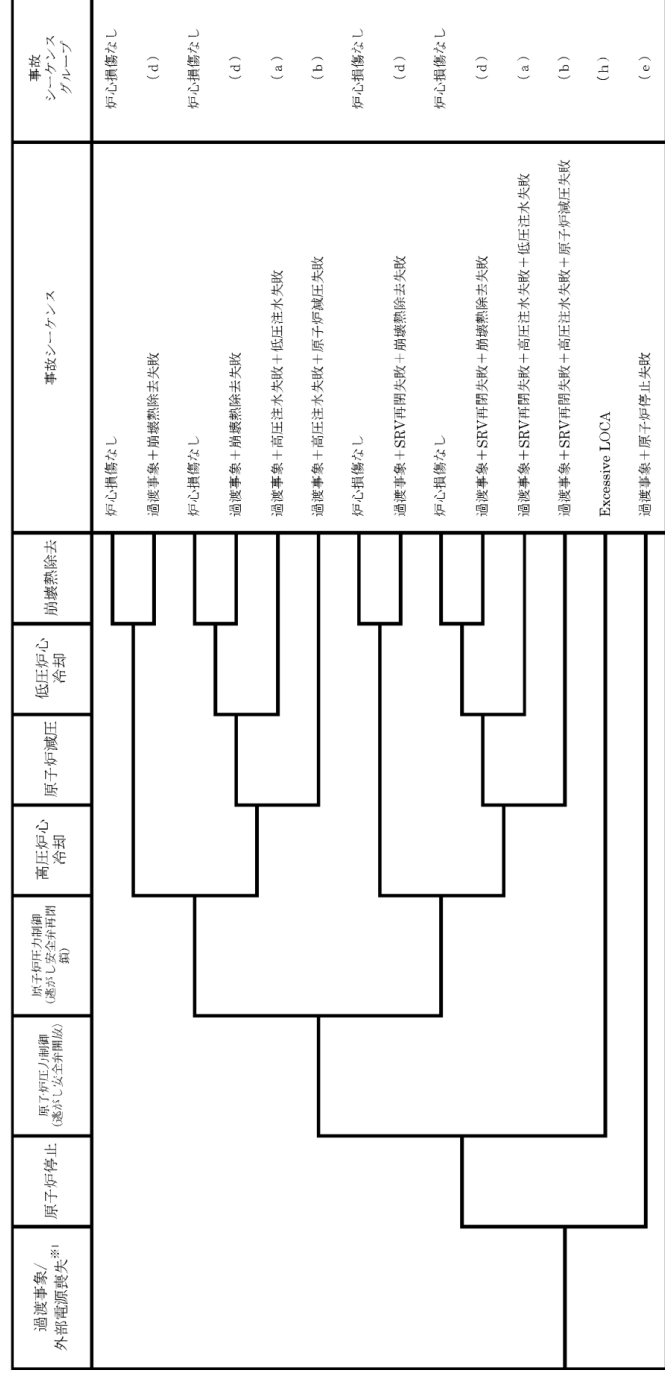 過渡事象/
外部電源喪失※1
原子炉停止
原子炉圧力制御
(逃がし安全弁開放)
原子炉圧力制御
(逃がし安全弁再閉
鎖)
高圧炉心
冷却
原子炉減圧
低圧炉心
冷却
崩壊熱除去
事故シーケンス
事故
シーケンス
グループ
炉心損傷なし
炉心損傷なし
過渡事象+崩壊熱除去失敗
(d)
炉心損傷なし
炉心損傷なし
過渡事象+崩壊熱除去失敗
(d)
過渡事象+高圧注水失敗+低圧注水失敗
(a)
過渡事象+高圧注水失敗+原子炉減圧失敗
(b)
炉心損傷なし
炉心損傷なし
過渡事象+SRV再閉失敗+崩壊熱除去失敗
(d)
炉心損傷なし
炉心損傷なし
過渡事象+SRV再閉失敗+崩壊熱除去失敗
(d)
過渡事象+SRV再閉失敗+高圧注水失敗+低圧注水失敗
(a)
過渡事象+SRV再閉失敗+高圧注水失敗+原子炉減圧失敗
(b)
Excessive LOCA
(h)
過渡事象+原子炉停止失敗
(e)